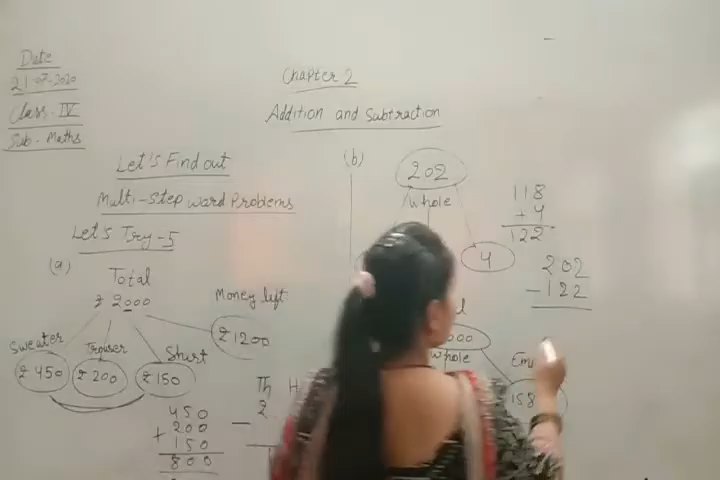 Date
21-07-2020
Class-IV
Sub-Maths
Chapter 2
Addition and Subtraction
Let's Find out
Multi-Step word Problems
Let's Try-5
(a)
Total
₹ 2000
Sweater
₹ 450
Trouser
₹ 200
Shirt
₹ 150
Money left
₹ 1200
450
200
+ 150
800
Th H
2
−
(b)
202
whole
4
118
+ 4
122
202
− 122
000
whole
Em
158